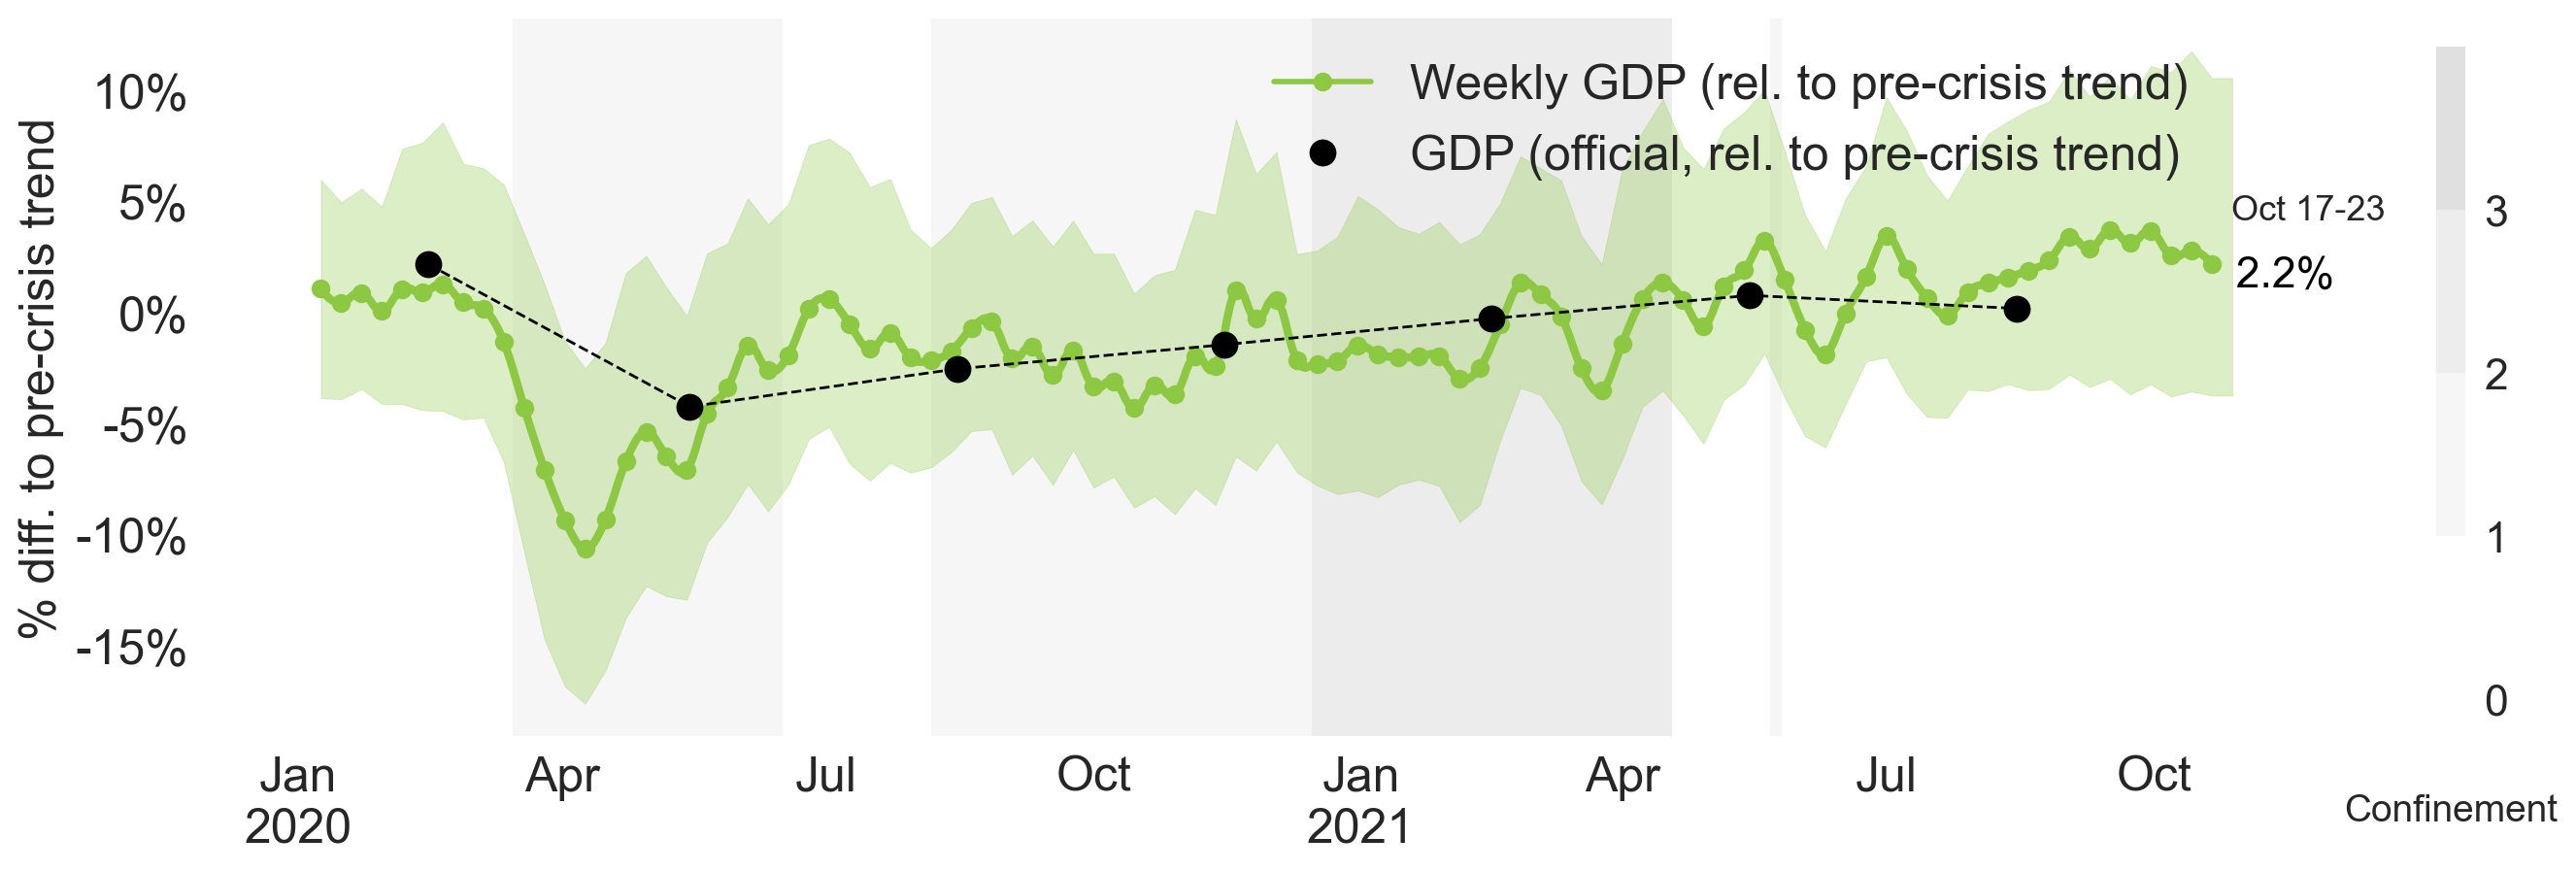 % diff. to pre-crisis trend
10%
5%
0%
-5%
-10%
-15%
Weekly GDP (rel. to pre-crisis trend)
GDP (official, rel. to pre-crisis trend)
Oct 17-23
2.2%
3
2
1
0
Jan Apr Jul Oct Jan Apr Jul Oct
2020 2021
Confinement